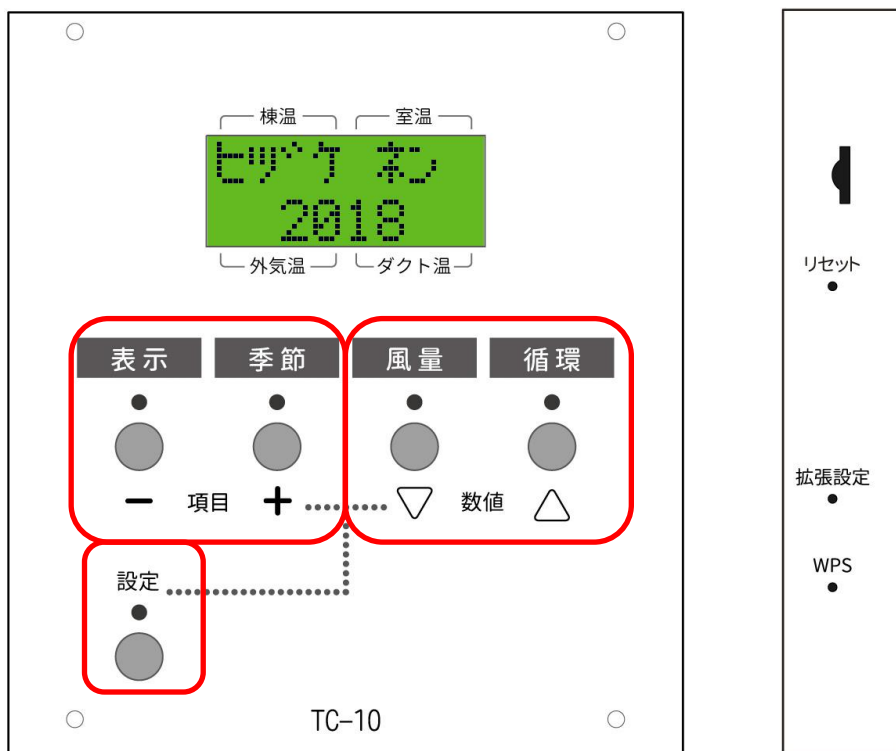 棟温 室温
ヒヅケ ネン
2018
外気温 ダクト温
リセット
表示 季節 風量 循環
− 項目 + ▽ 数値 △
拡張設定
設定
WPS
TC−10